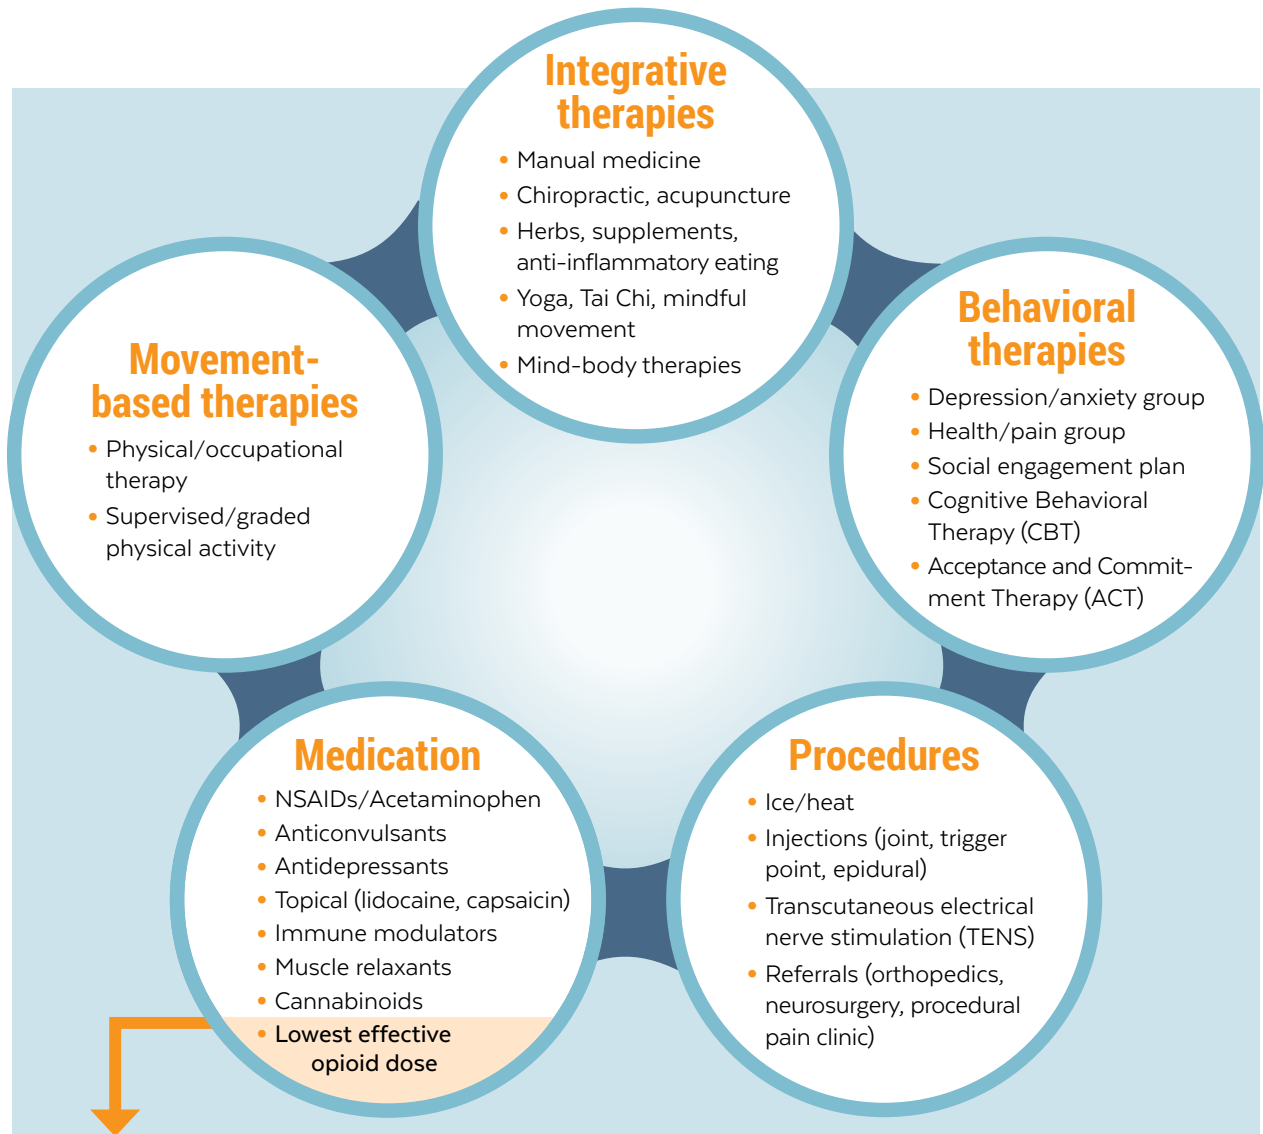 Integrative
therapies
• Manual medicine
• Chiropractic, acupuncture
• Herbs, supplements,
anti-inflammatory eating
• Yoga, Tai Chi, mindful
movement
• Mind-body therapies
Movement-
based therapies
• Physical/occupational
therapy
• Supervised/graded
physical activity
Behavioral
therapies
• Depression/anxiety group
• Health/pain group
• Social engagement plan
• Cognitive Behavioral
Therapy (CBT)
• Acceptance and Commit-
ment Therapy (ACT)
Medication
• NSAIDs/Acetaminophen
• Anticonvulsants
• Antidepressants
• Topical (lidocaine, capsaicin)
• Immune modulators
• Muscle relaxants
• Cannabinoids
• Lowest effective
opioid dose
Procedures
• Ice/heat
• Injections (joint, trigger
point, epidural)
• Transcutaneous electrical
nerve stimulation (TENS)
• Referrals (orthopedics,
neurosurgery, procedural
pain clinic)